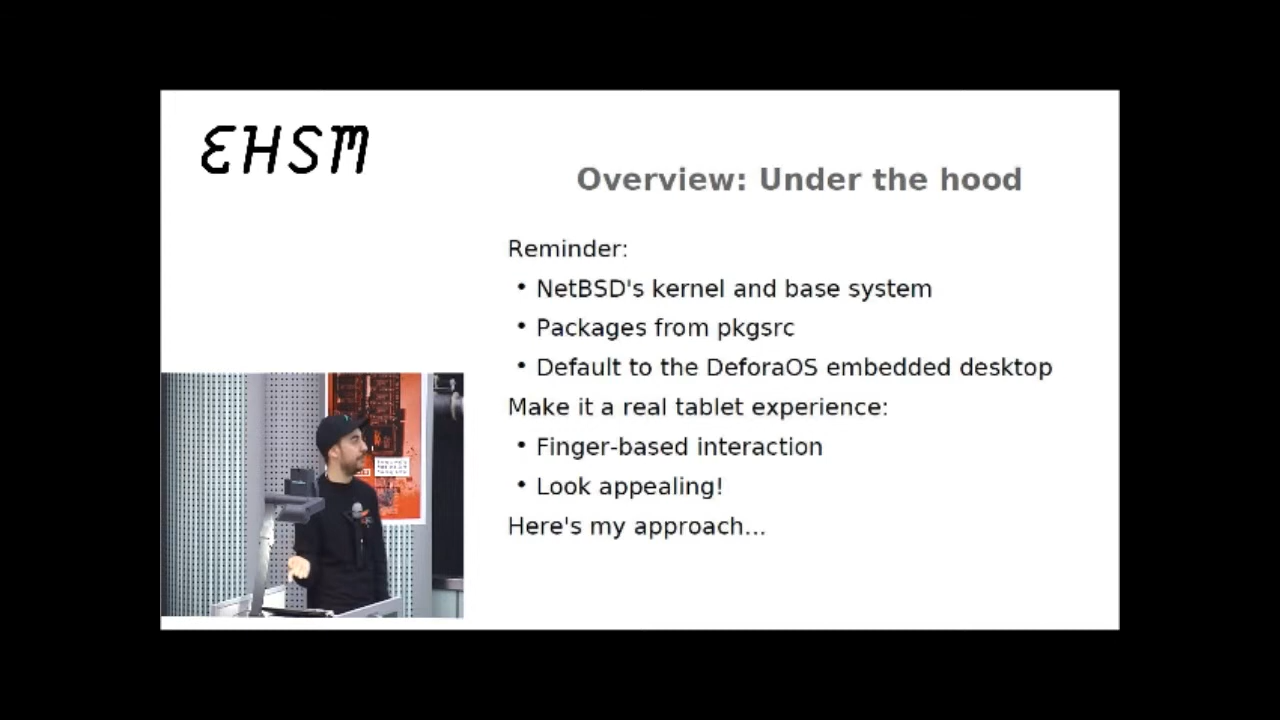 EHSM
Overview: Under the hood
Reminder:
• NetBSD's kernel and base system
• Packages from pkgsrc
• Default to the DeforaOS embedded desktop
Make it a real tablet experience:
• Finger-based interaction
• Look appealing!
Here's my approach...